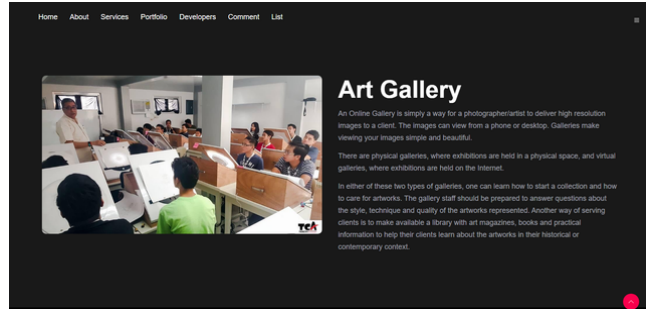 Home About Services Portfolio Developers Comment List
Art Gallery
An Online Gallery is simply a way for a photographer/artist to deliver high resolution
images to a client. The images can view from a phone or desktop. Galleries make
viewing your images simple and beautiful.
There are physical galleries, where exhibitions are held in a physical space, and virtual
galleries, where exhibitions are held on the Internet.
In either of these two types of galleries, one can learn how to start a collection and how
to care for artworks. The gallery staff should be prepared to answer questions about
the style, technique and quality of the artworks represented. Another way of serving
clients is to make available a library with art magazines, books and practical
information to help their clients learn about the artworks in their historical or
contemporary context.
TCA